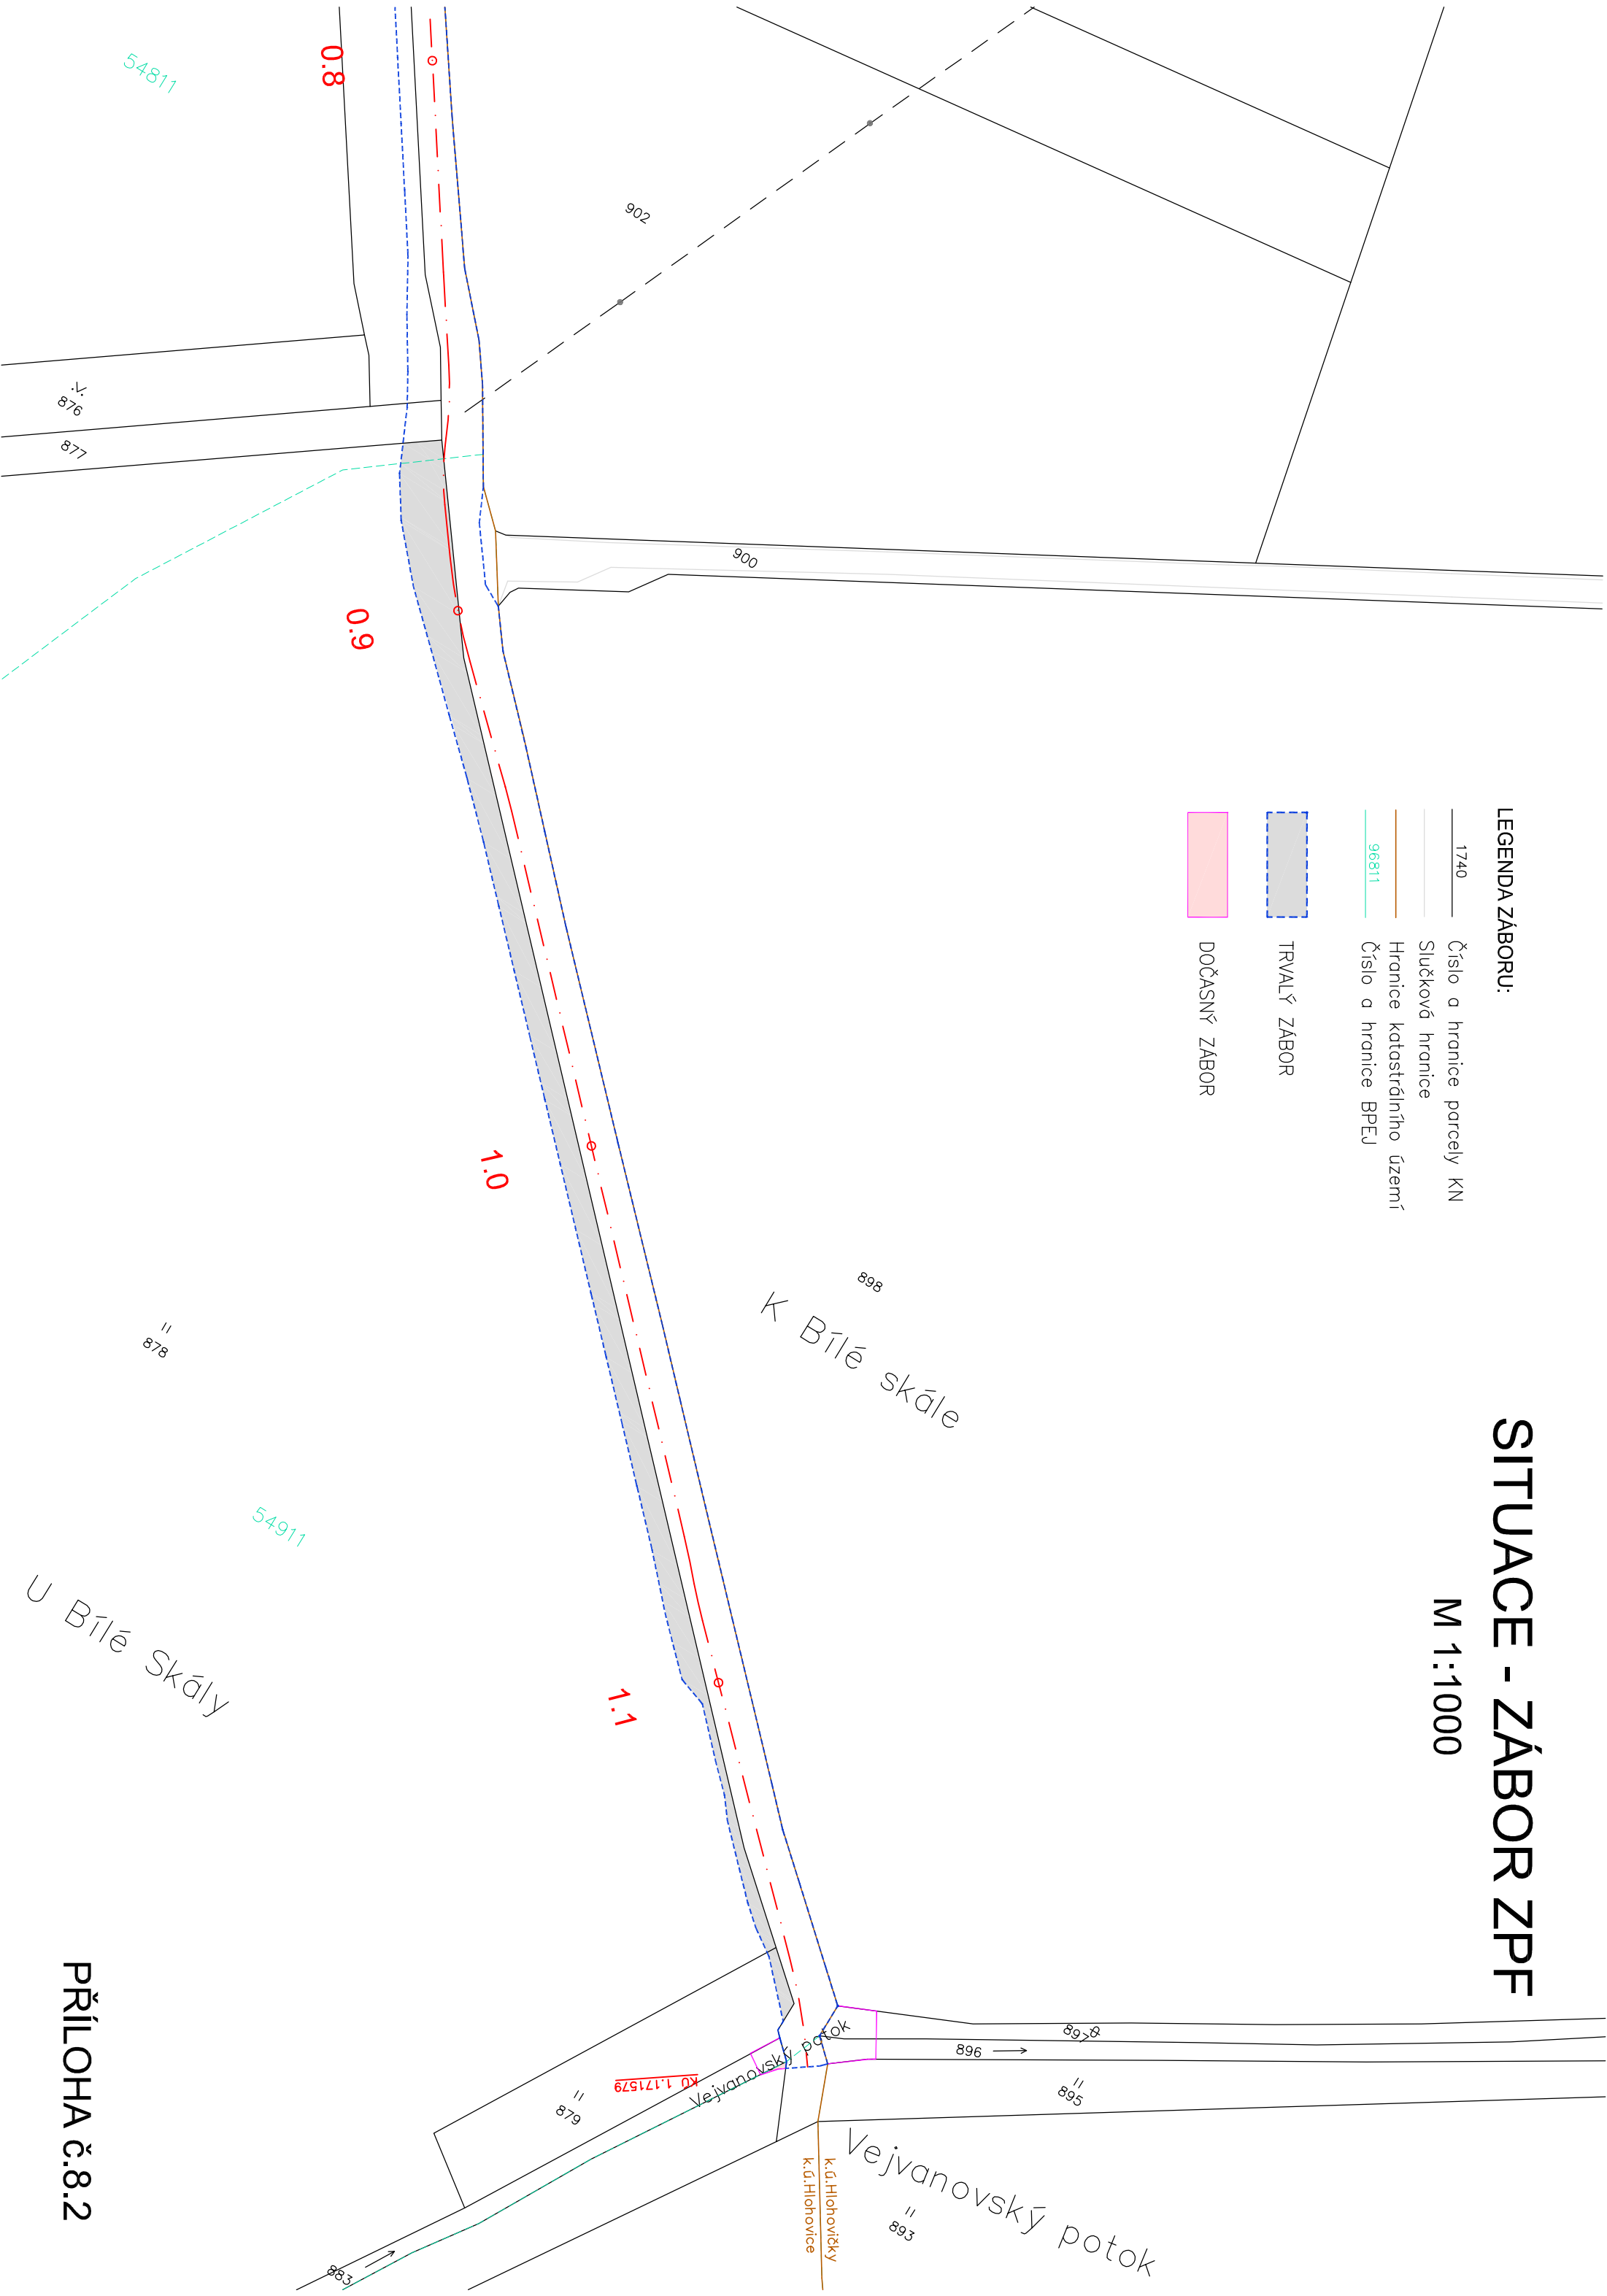 SITUACE - ZÁBOR ZPF
M 1:1000
LEGENDA ZÁBORU:
1740
Číslo a hranice parcely KN
Slučková hranice
Hranice katastrálního území
96811
Číslo a hranice BPEJ
TRVALÝ ZÁBOR
DOČASNÝ ZÁBOR
902
900
898
K Bílé skále
897
896
895
Vejvanovský potok
893
k.ú.Hlohovičky
k.ú.Hlohovice
Vejvanovský potok
KÚ 1.171579
0.8
0.9
1.0
1.1
54811
876
877
878
54911
U Bílé Skály
879
883
PŘÍLOHA č.8.2